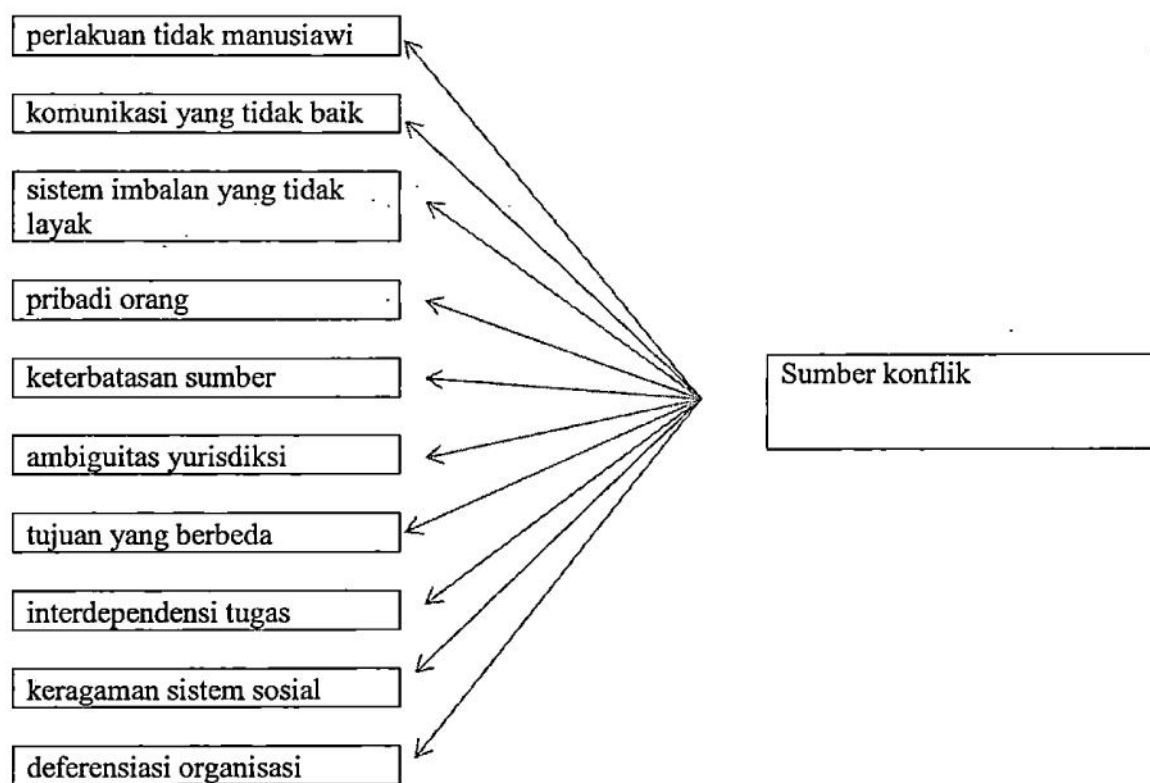 perlakuan tidak manusiawi
komunikasi yang tidak baik
sistem imbalan yang tidak
layak
pribadi orang
keterbatasan sumber
Sumber konflik
ambiguitas yurisdiksi
tujuan yang berbeda
interdependensi tugas
keragaman sistem sosial
deferensiasi organisasi